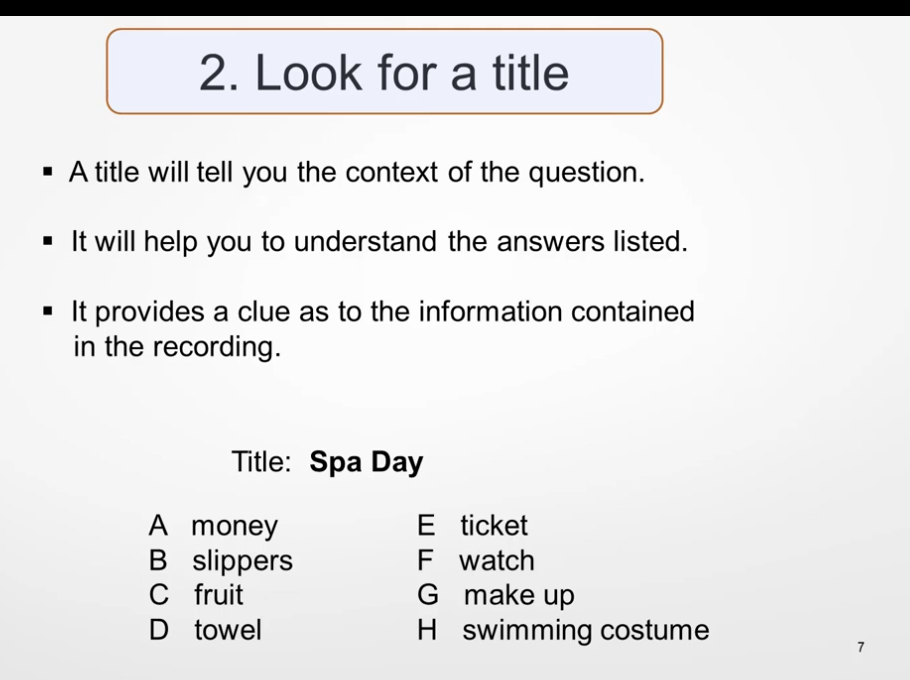 2. Look for a title
▪ A title will tell you the context of the question.
▪ It will help you to understand the answers listed.
▪ It provides a clue as to the information contained
in the recording.
Title: Spa Day
A money E ticket
B slippers F watch
C fruit G make up
D towel H swimming costume
7